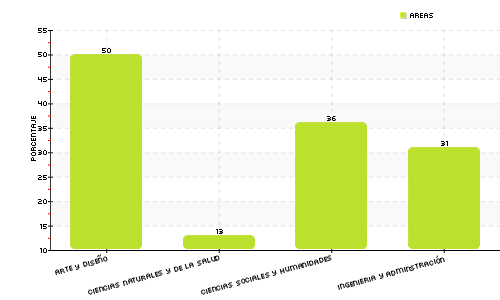 AREAS
55
50
45
40
35
30
25
20
15
10
PORCENTAJE
50
13
36
31
ARTE Y DISEÑO
CIENCIAS NATURALES Y DE LA SALUD
CIENCIAS SOCIALES Y HUMANIDADES
INGENIERIA Y ADMINSTRACIÓN